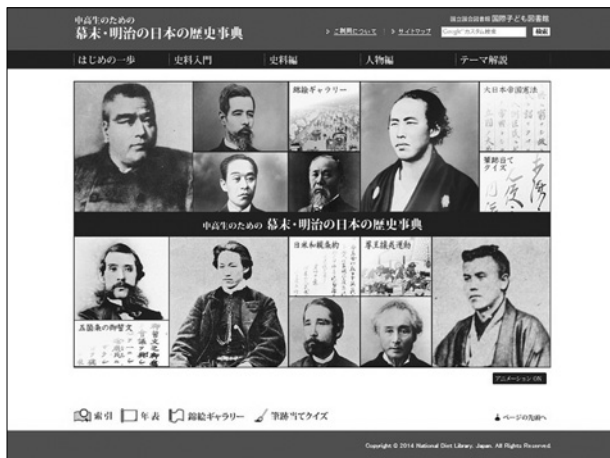 中高生のための
幕末・明治の日本の歴史事典
国立国会図書館 国際子ども図書館
ご利用について
サイトマップ
Google カスタム検索
検索
はじめの一歩
史料入門
史料編
人物編
テーマ解説
錦絵ギャラリー
大日本帝国憲法
筆跡当て
クイズ
中高生のための 幕末・明治の日本の歴史事典
日米和親条約
尊王攘夷運動
五箇条の御誓文
アニメーション ON
索引
年表
錦絵ギャラリー
筆跡当てクイズ
ページの先頭へ
Copyright © 2014 National Diet Library. Japan. All Rights Reserved.